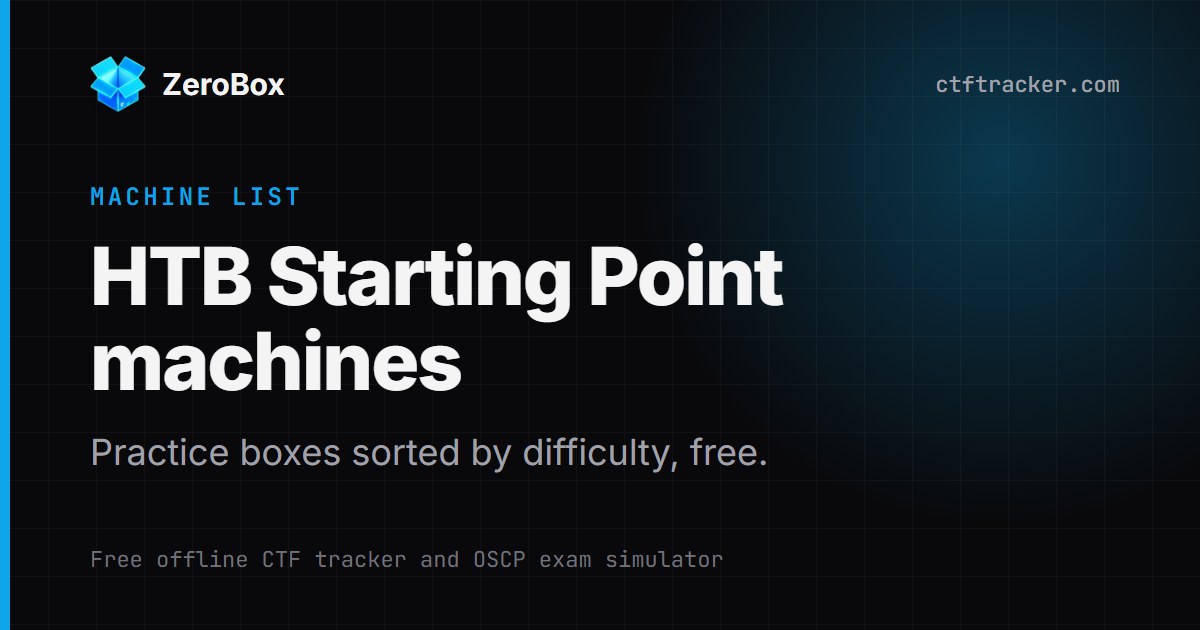 ZeroBox
ctftracker.com
MACHINE LIST
HTB Starting Point
machines
Practice boxes sorted by difficulty, free.
Free offline CTF tracker and OSCP exam simulator